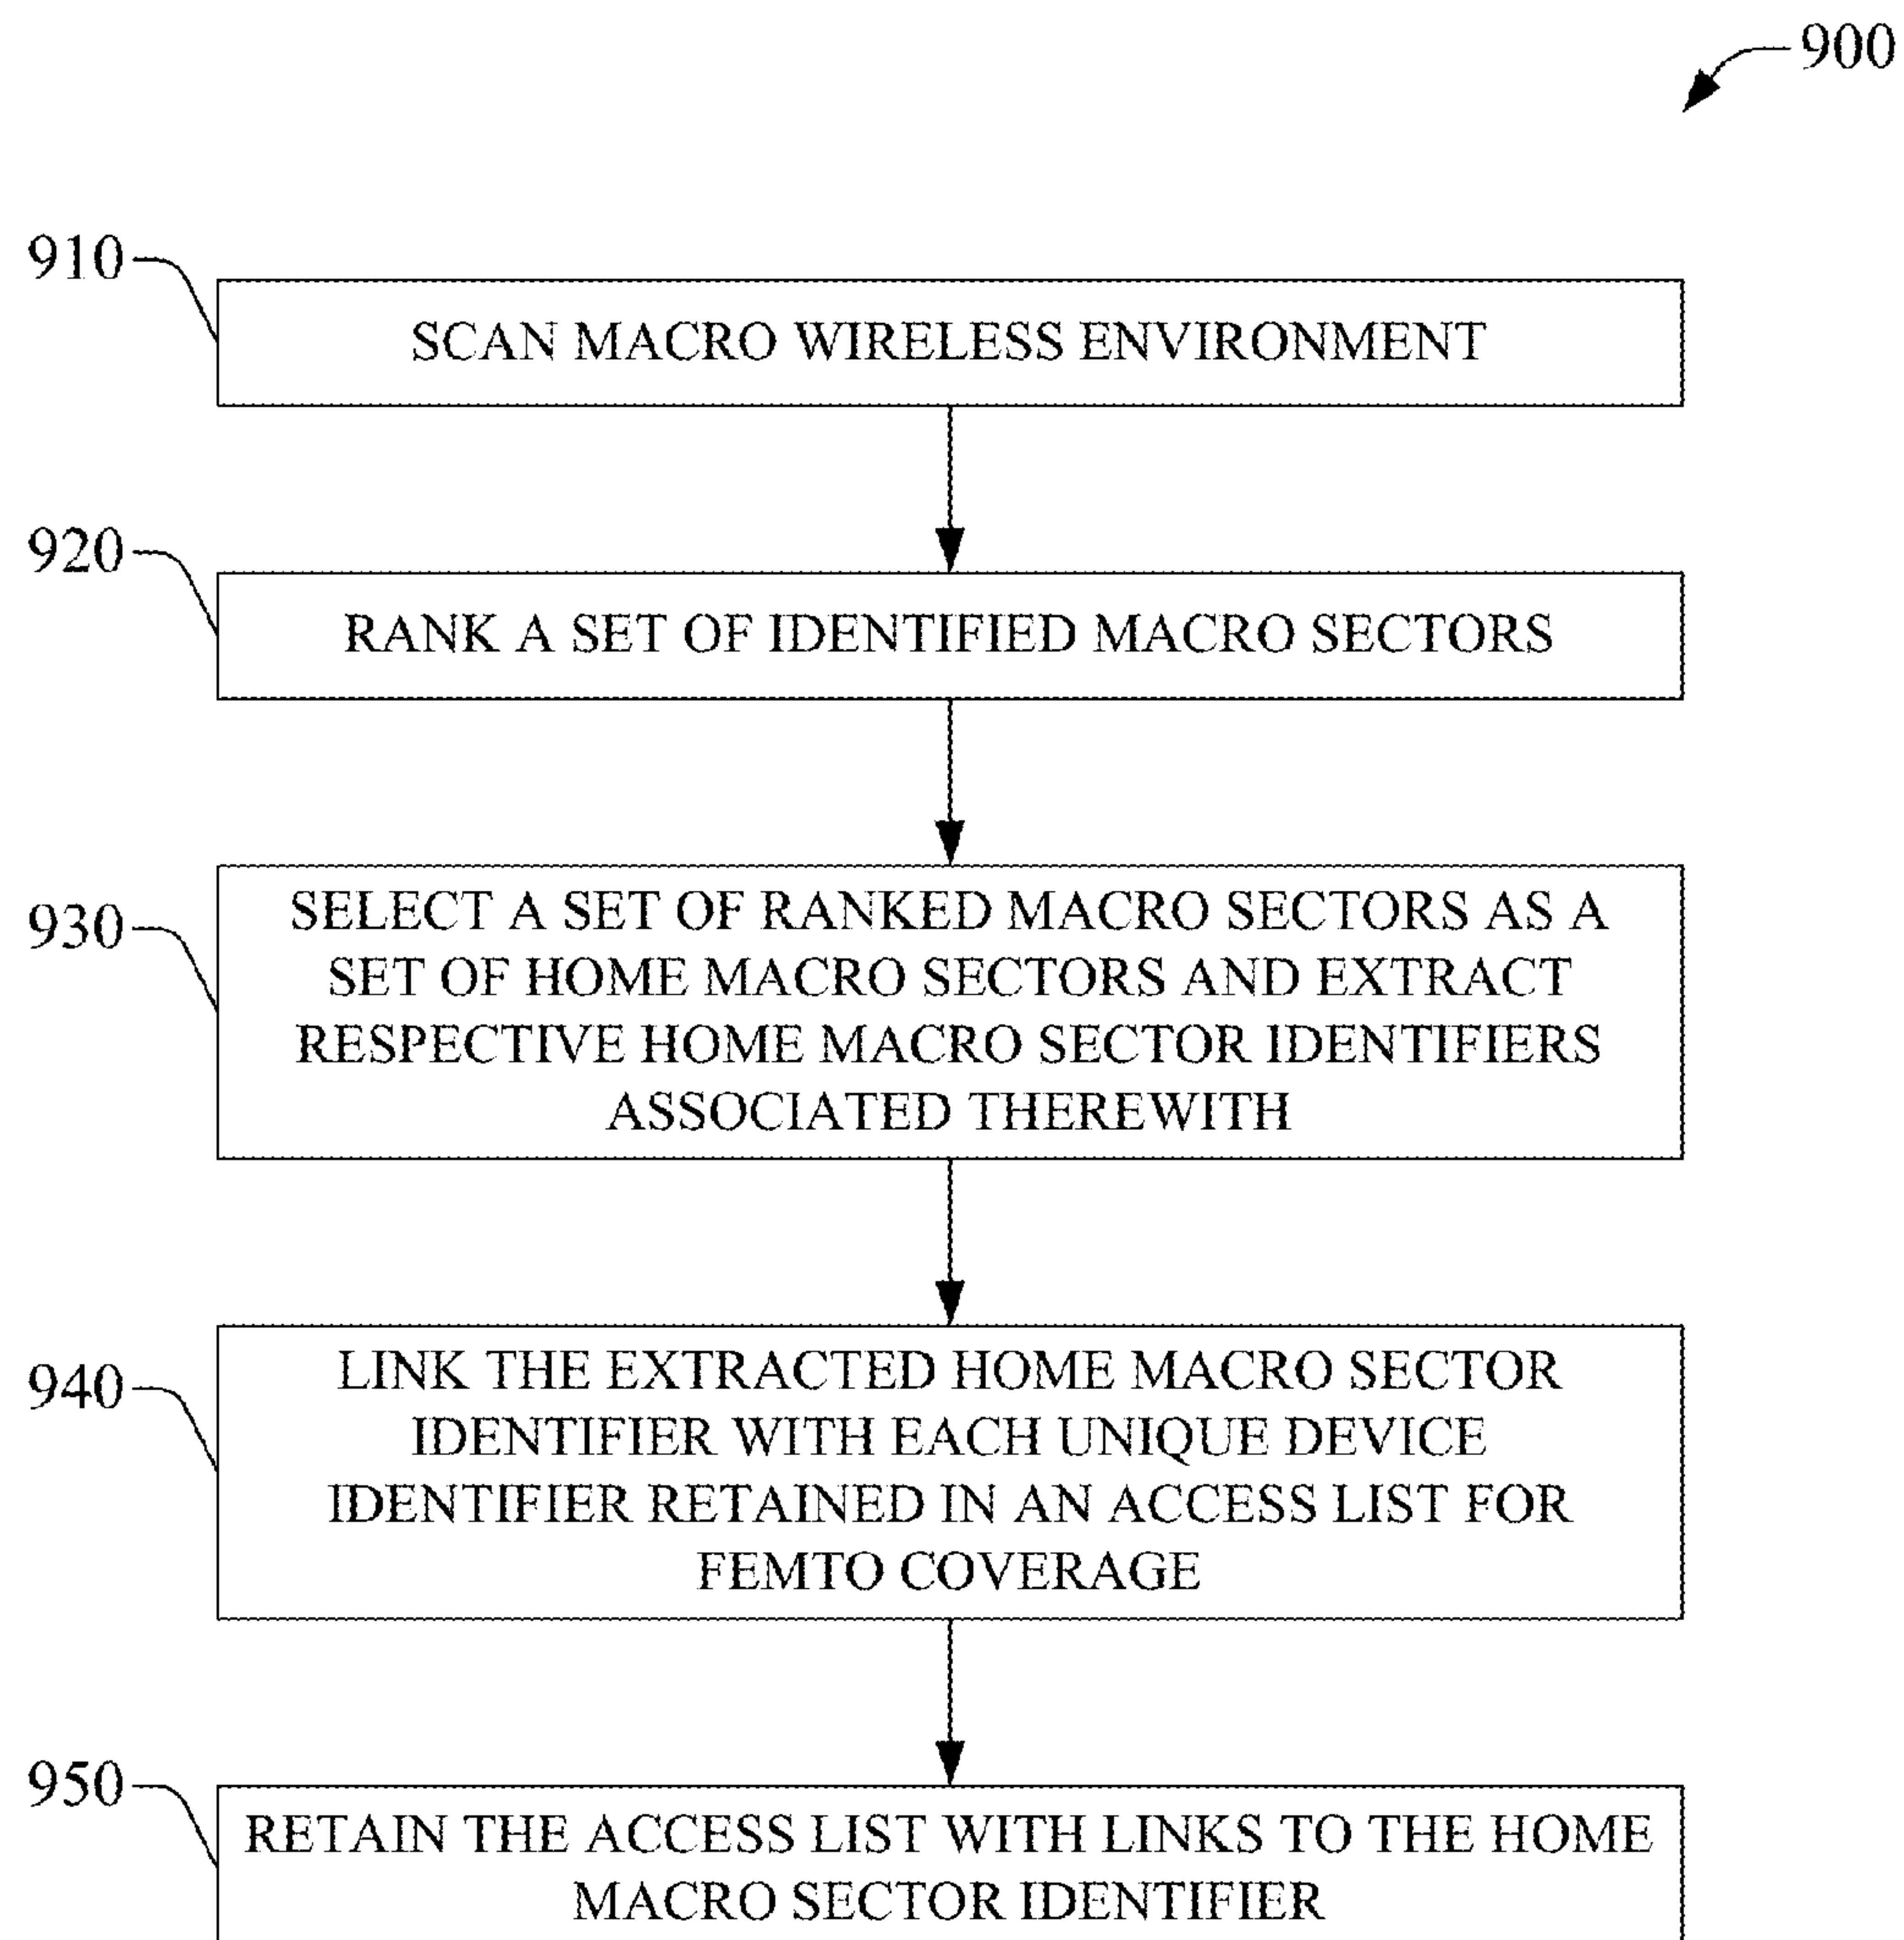 900
910
SCAN MACRO WIRELESS ENVIRONMENT
920
RANK A SET OF IDENTIFIED MACRO SECTORS
930
SELECT A SET OF RANKED MACRO SECTORS AS A
SET OF HOME MACRO SECTORS AND EXTRACT
RESPECTIVE HOME MACRO SECTOR IDENTIFIERS
ASSOCIATED THEREWITH
940
LINK THE EXTRACTED HOME MACRO SECTOR
IDENTIFIER WITH EACH UNIQUE DEVICE
IDENTIFIER RETAINED IN AN ACCESS LIST FOR
FEMTO COVERAGE
950
RETAIN THE ACCESS LIST WITH LINKS TO THE HOME
MACRO SECTOR IDENTIFIER